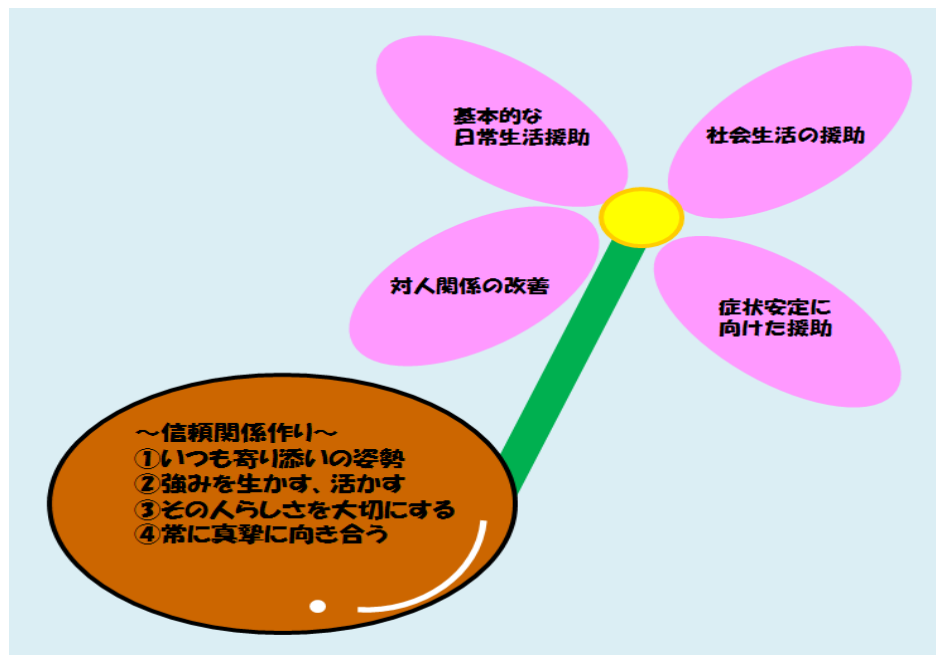 基本的な
日常生活援助
社会生活の援助
対人関係の改善
症状安定に
向けた援助
～信頼関係作り～
①いつも寄り添いの姿勢
②強みを生かす、活かす
③その人らしさを大切にする
④常に真摯に向き合う